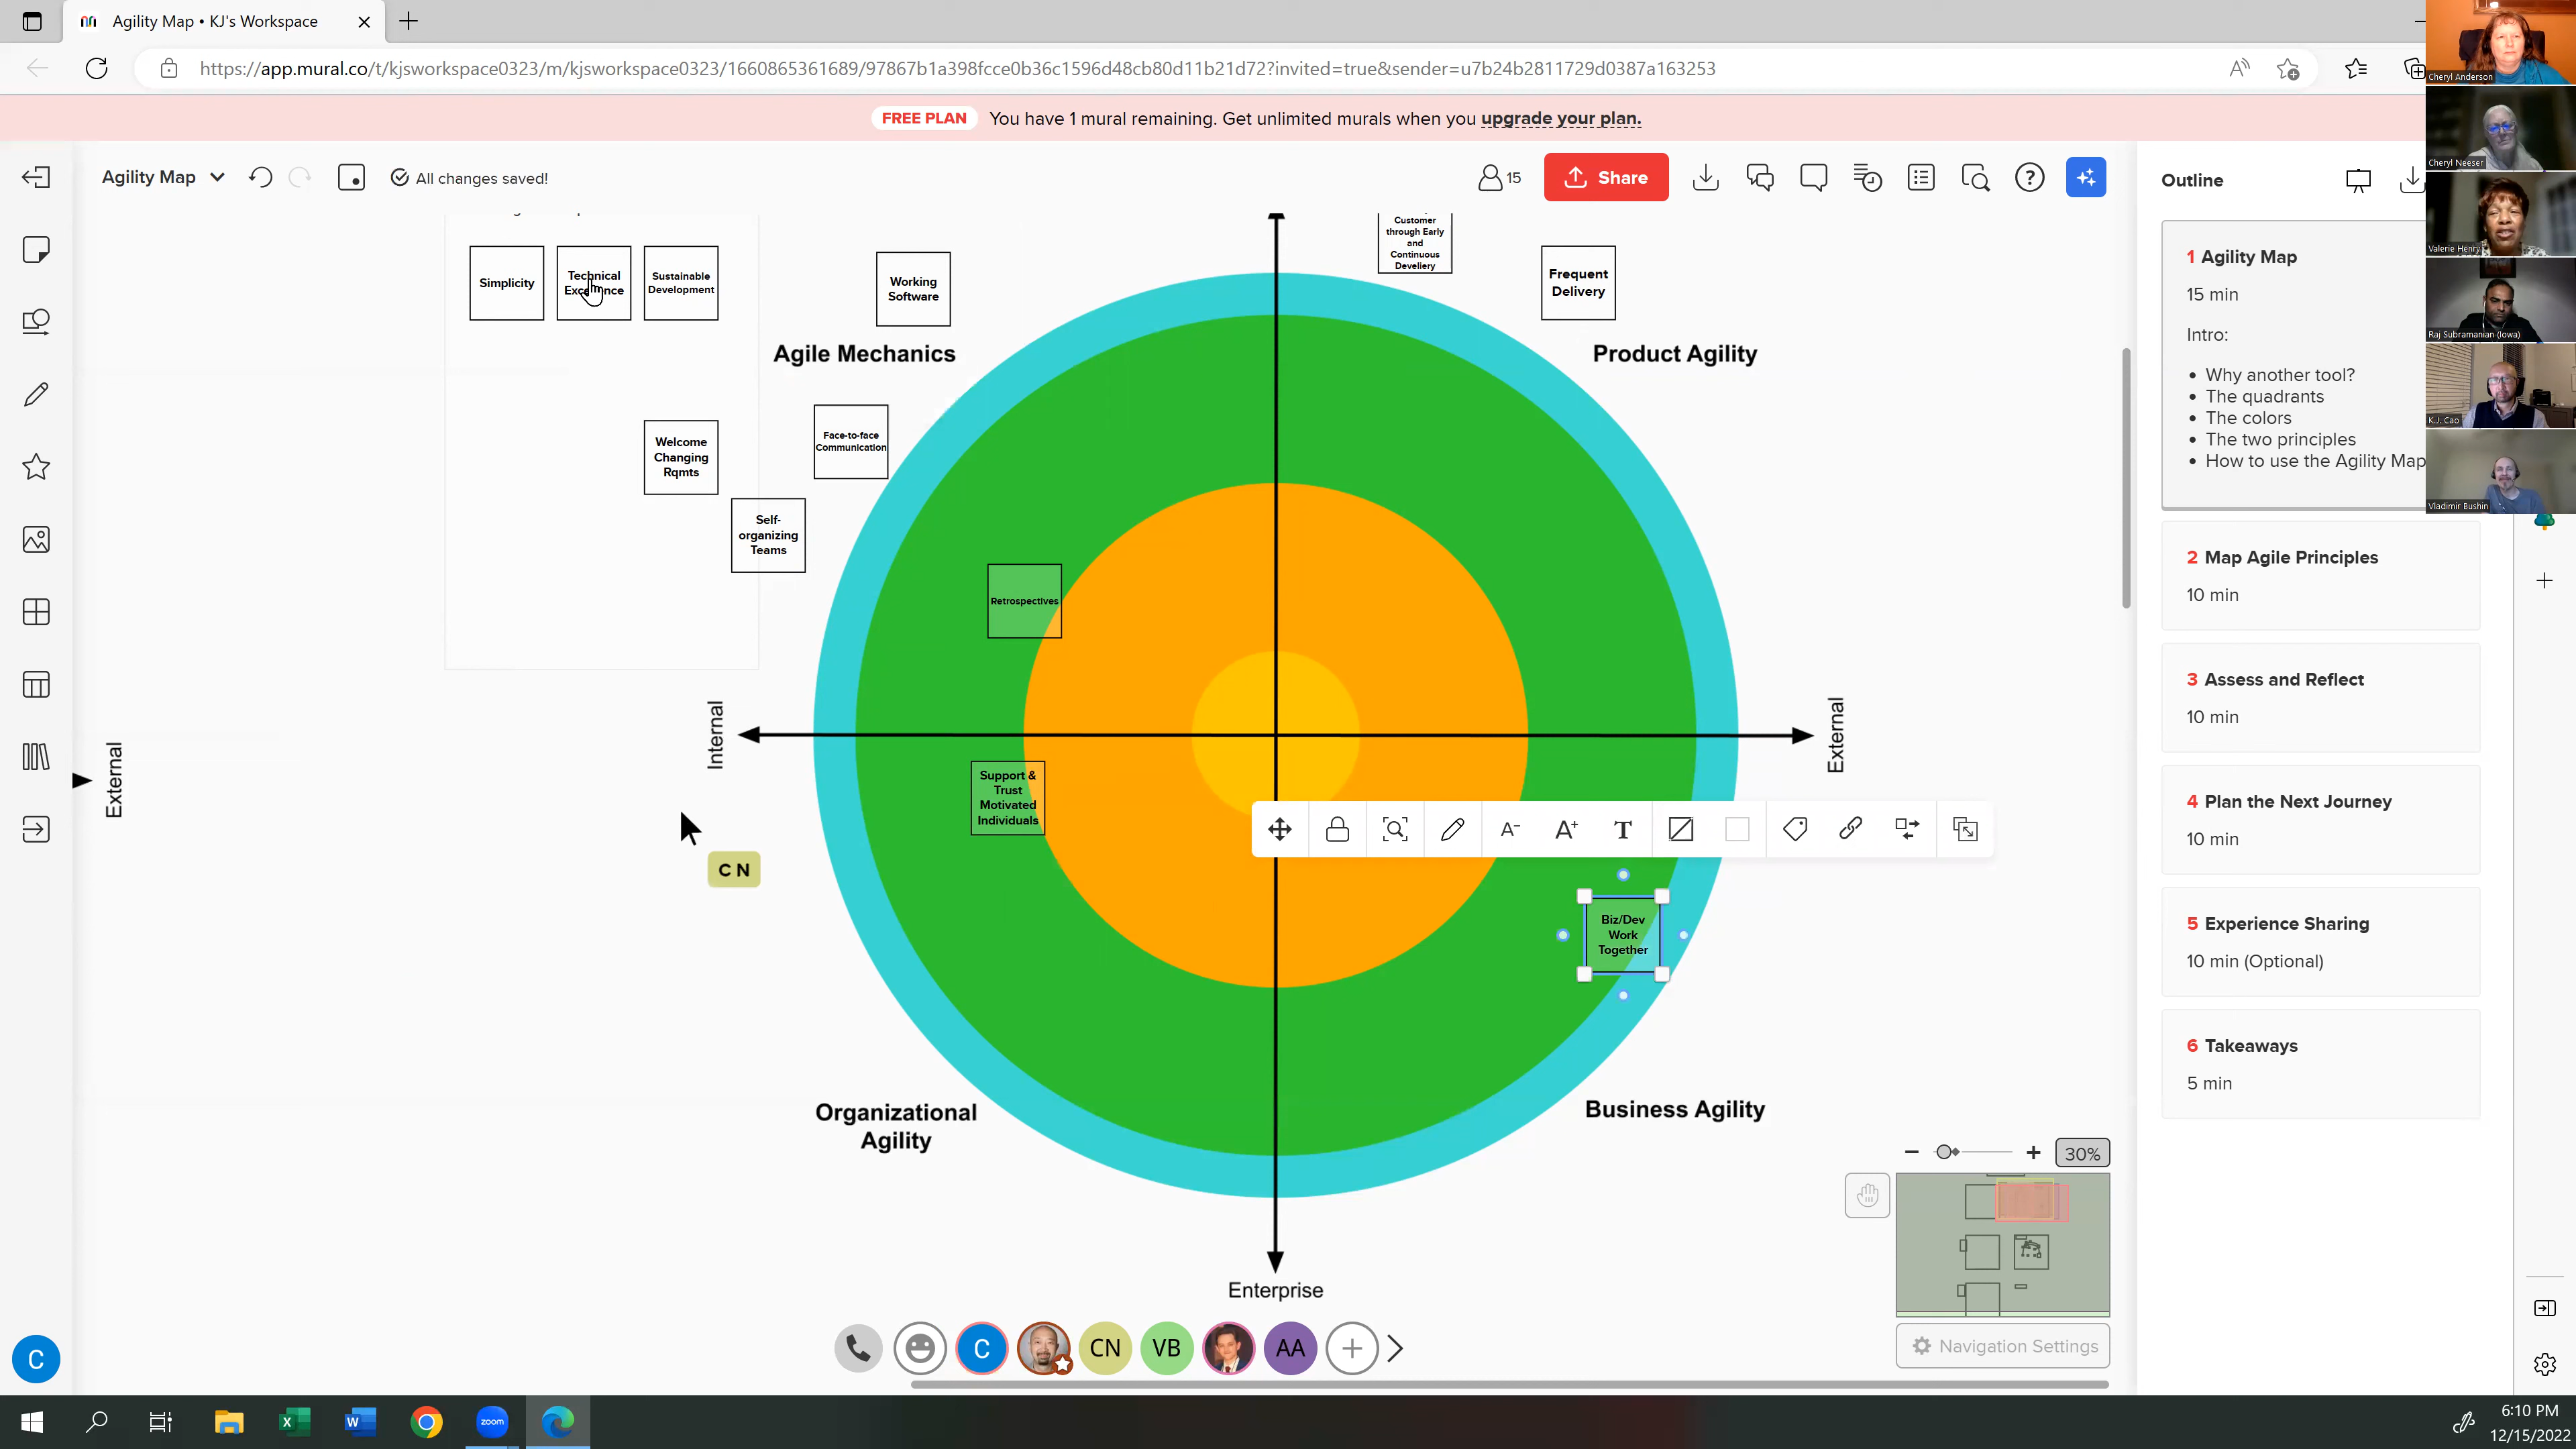 Agility Map • KJ's Workspace
https://app.mural.co/t/kjsworkspace0323/m/kjsworkspace0323/1660865361689/97867b1a398fcce0b36c1596d48cb80d11b21d72?invited=true&sender=u7b24b2811729d0387a163253
FREE PLAN You have 1 mural remaining. Get unlimited murals when you upgrade your plan.
Agility Map
All changes saved!
15
Share
Outline
Simplicity
Technical
Excellence
Sustainable
Development
Working
Software
Customer
through Early
and
Continuous
Develiery
Frequent
Delivery
Agile Mechanics
Product Agility
Face-to-face
Communication
Welcome
Changing
Rqmts
Self-
organizing
Teams
Retrospectives
Internal
External
External
Support &
Trust
Motivated
Individuals
C N
Biz/Dev
Work
Together
Organizational
Agility
Business Agility
Enterprise
1 Agility Map
15 min
Intro:
• Why another tool?
• The quadrants
• The colors
• The two principles
• How to use the Agility Map
2 Map Agile Principles
10 min
3 Assess and Reflect
10 min
4 Plan the Next Journey
10 min
5 Experience Sharing
10 min (Optional)
6 Takeaways
5 min
Cheryl Anderson
Cheryl Neeser
Valerie Henry
Raj Subramanian (Iowa)
K.J. Cao
Vladimir Bushin
30%
Navigation Settings
C
C
CN
VB
AA
zoom
6:10 PM
12/15/2022